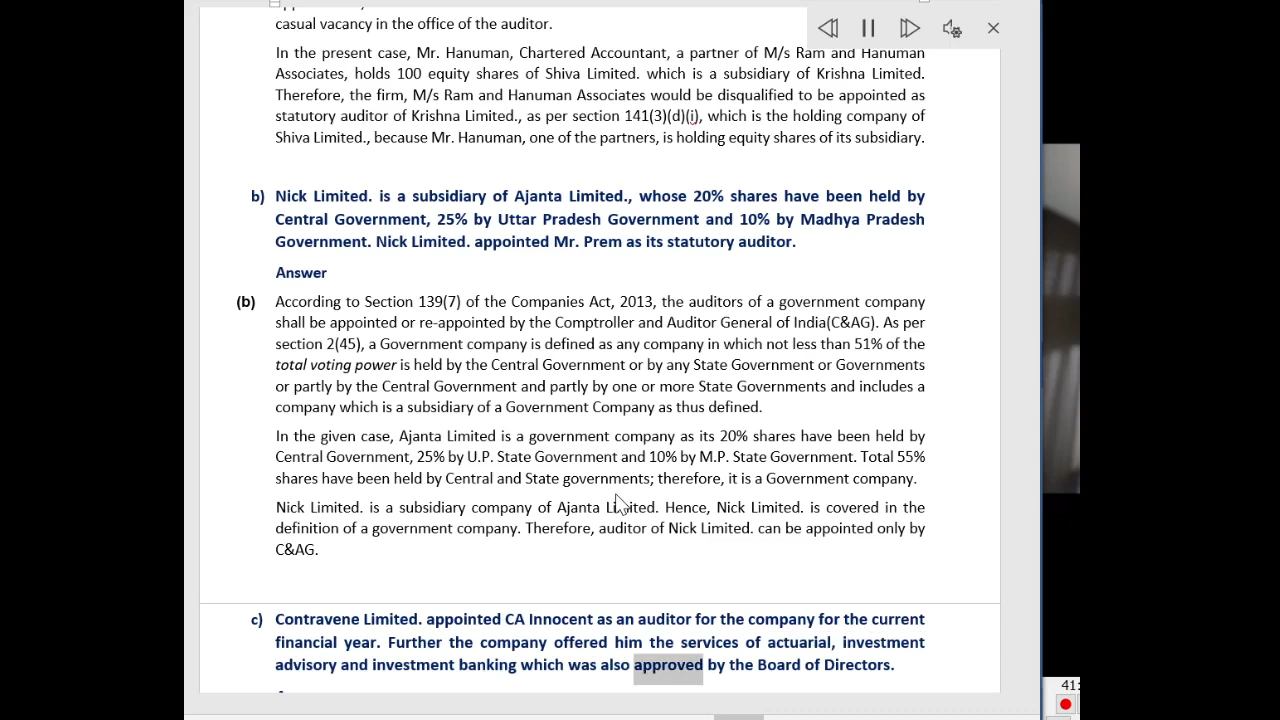 casual vacancy in the office of the auditor.
In the present case, Mr. Hanuman, Chartered Accountant, a partner of M/s Ram and Hanuman
Associates, holds 100 equity shares of Shiva Limited. which is a subsidiary of Krishna Limited.
Therefore, the firm, M/s Ram and Hanuman Associates would be disqualified to be appointed as
statutory auditor of Krishna Limited., as per section 141(3)(d)(i), which is the holding company of
Shiva Limited., because Mr. Hanuman, one of the partners, is holding equity shares of its subsidiary.
b) Nick Limited. is a subsidiary of Ajanta Limited., whose 20% shares have been held by
Central Government, 25% by Uttar Pradesh Government and 10% by Madhya Pradesh
Government. Nick Limited. appointed Mr. Prem as its statutory auditor.
Answer
(b) According to Section 139(7) of the Companies Act, 2013, the auditors of a government company
shall be appointed or re-appointed by the Comptroller and Auditor General of India(C&AG). As per
section 2(45), a Government company is defined as any company in which not less than 51% of the
total voting power is held by the Central Government or by any State Government or Governments
or partly by the Central Government and partly by one or more State Governments and includes a
company which is a subsidiary of a Government Company as thus defined.
In the given case, Ajanta Limited is a government company as its 20% shares have been held by
Central Government, 25% by U.P. State Government and 10% by M.P. State Government. Total 55%
shares have been held by Central and State governments; therefore, it is a Government company.
Nick Limited. is a subsidiary company of Ajanta Limited. Hence, Nick Limited. is covered in the
definition of a government company. Therefore, auditor of Nick Limited. can be appointed only by
C&AG.
c) Contravene Limited. appointed CA Innocent as an auditor for the company for the current
financial year. Further the company offered him the services of actuarial, investment
advisory and investment banking which was also approved by the Board of Directors.
41: